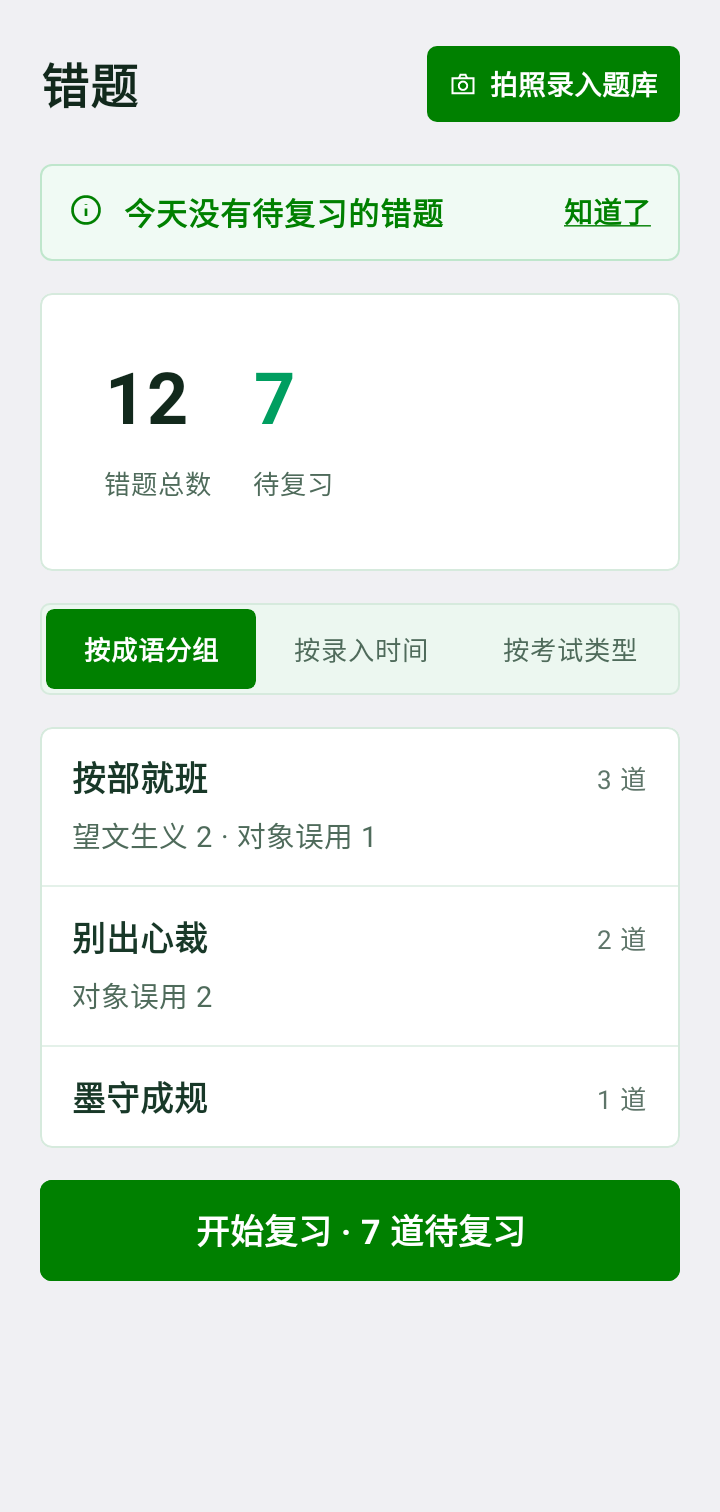 错题
拍照录入题库
今天没有待复习的错题
知道了
12
7
错题总数
待复习
按成语分组
按录入时间
按考试类型
按部就班
3 道
望文生义 2 · 对象误用 1
别出心裁
2 道
对象误用 2
墨守成规
1 道
开始复习 · 7 道待复习